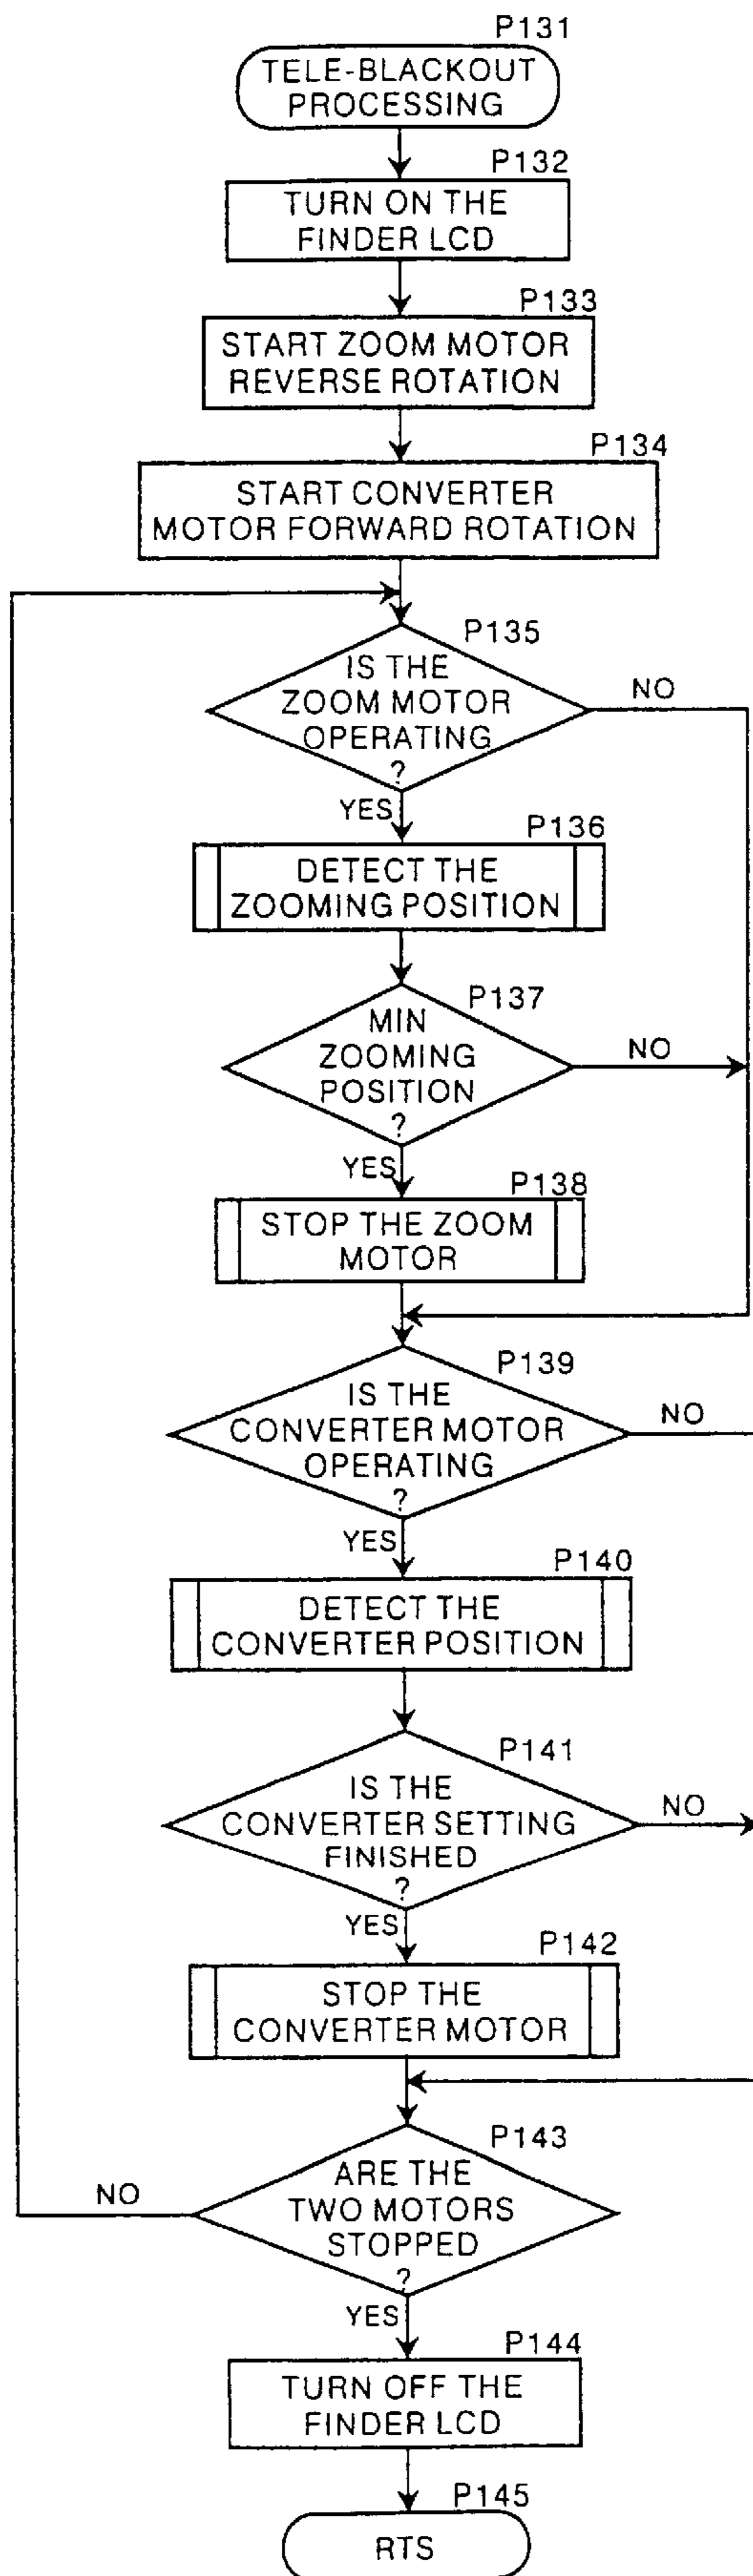 P131
TELE-BLACKOUT
PROCESSING
P132
TURN ON THE
FINDER LCD
P133
START ZOOM MOTOR
REVERSE ROTATION
P134
START CONVERTER
MOTOR FORWARD ROTATION
P135
IS THE
ZOOM MOTOR
OPERATING
?
NO
YES
P136
DETECT THE
ZOOMING POSITION
P137
MIN
ZOOMING
POSITION
?
NO
YES
P138
STOP THE ZOOM
MOTOR
P139
IS THE
CONVERTER MOTOR
OPERATING
?
NO
YES
P140
DETECT THE
CONVERTER POSITION
P141
IS THE
CONVERTER SETTING
FINISHED
?
NO
YES
P142
STOP THE
CONVERTER MOTOR
P143
ARE THE
TWO MOTORS
STOPPED
?
NO
YES
P144
TURN OFF THE
FINDER LCD
P145
RTS